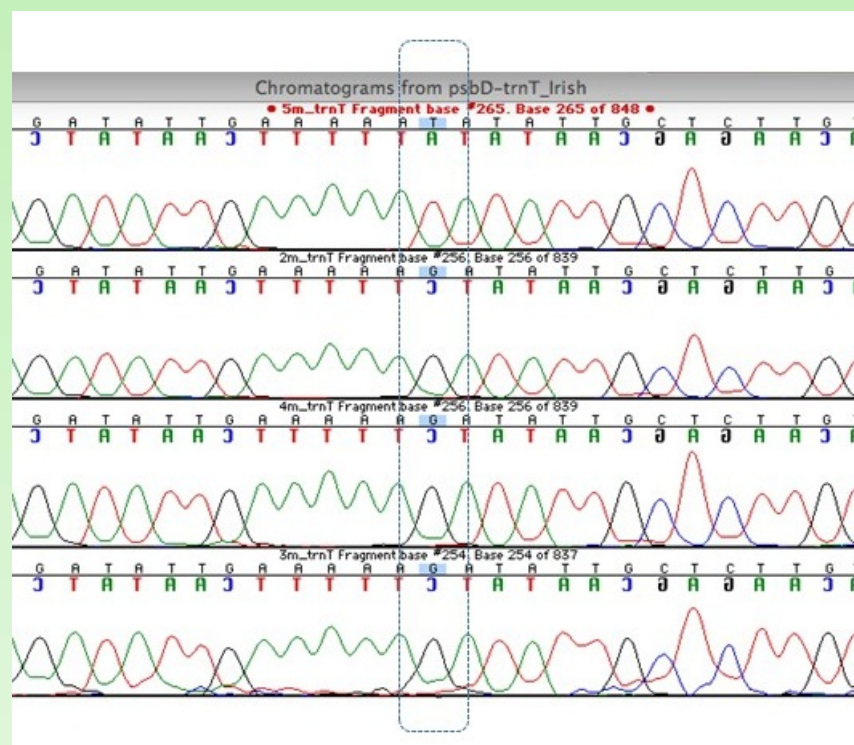 Chromatograms from psbD-trnT_Irish
• 5m_trnT Fragment base #265. Base 265 of 848 •
G A T A T T G A A A A A T A T A T T G C T C T T G
C T A T A A C T T T T T A T A T A A C G A G A A C
2m_trnT Fragment base #256. Base 256 of 839
G A T A T T G A A A A A G A T A T T G C T C T T G
C T A T A A C T T T T T C T A T A A C G A G A A C
4m_trnT Fragment base #256. Base 256 of 839
G A T A T T G A A A A A G A T A T T G C T C T T G
C T A T A A C T T T T T C T A T A A C G A G A A C
3m_trnT Fragment base #254. Base 254 of 837
G A T A T T G A A A A A G A T A T T G C T C T T G
C T A T A A C T T T T T C T A T A A C G A G A A C